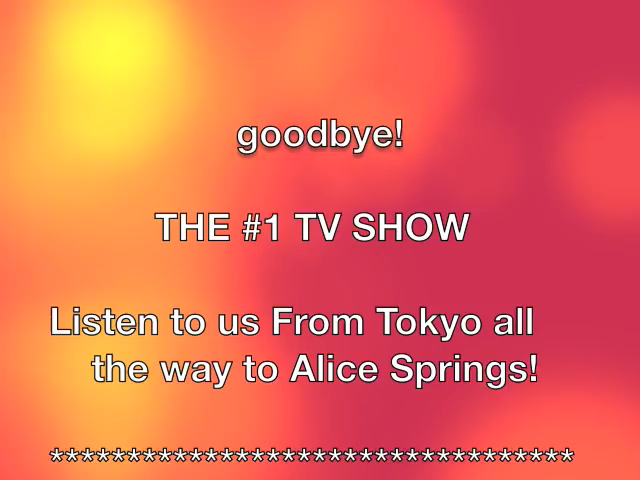 goodbye!
THE #1 TV SHOW
Listen to us From Tokyo all
the way to Alice Springs!
**********************************